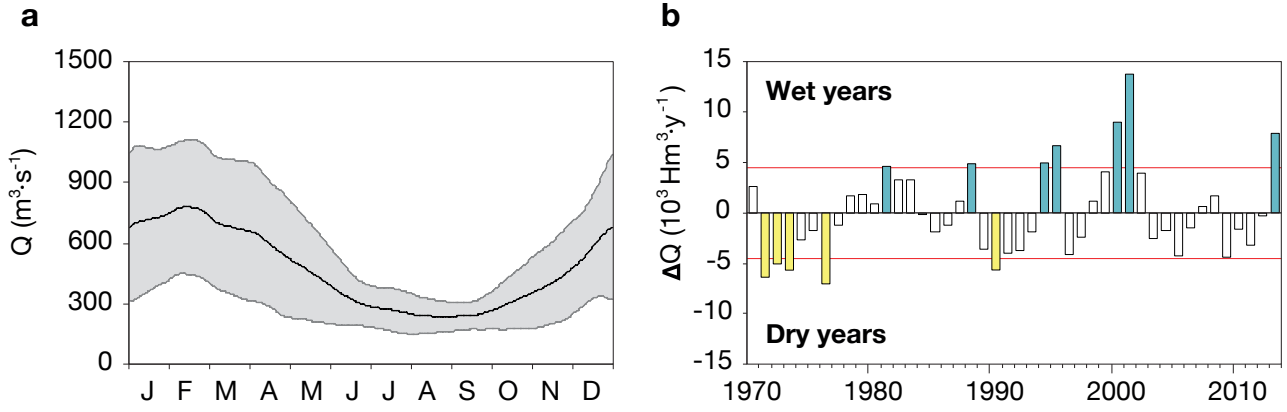 a
1500
1200
900
600
300
0
Q (m³·s⁻¹)
J F M A M J J A S O N D
b
15
10
5
0
-5
-10
-15
ΔQ (10³ Hm³·y⁻¹)
Wet years
Dry years
1970 1980 1990 2000 2010